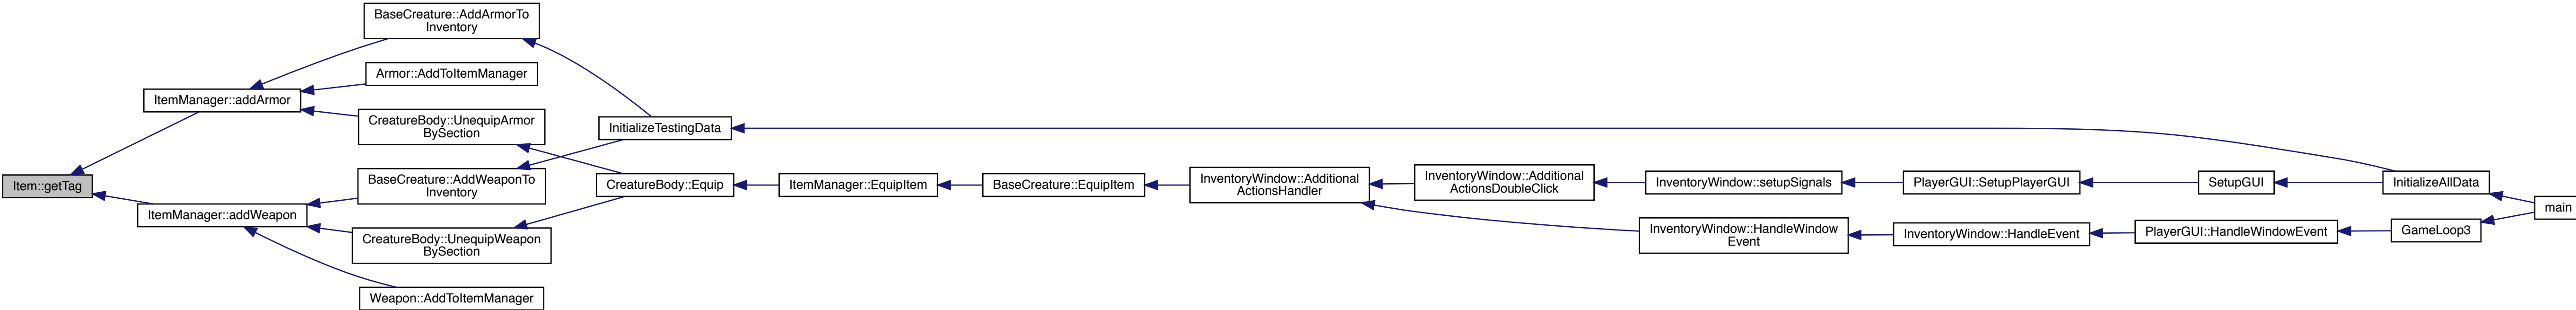 Item::getTag
ItemManager::addArmor
ItemManager::addWeapon
BaseCreature::AddArmorTo
Inventory
Armor::AddToItemManager
CreatureBody::UnequipArmor
BySection
BaseCreature::AddWeaponTo
Inventory
CreatureBody::UnequipWeapon
BySection
Weapon::AddToItemManager
InitializeTestingData
CreatureBody::Equip
ItemManager::EquipItem
BaseCreature::EquipItem
InventoryWindow::Additional
ActionsHandler
InventoryWindow::Additional
ActionsDoubleClick
InventoryWindow::setupSignals
PlayerGUI::SetupPlayerGUI
SetupGUI
InitializeAllData
InventoryWindow::HandleWindow
Event
InventoryWindow::HandleEvent
PlayerGUI::HandleWindowEvent
GameLoop3
main